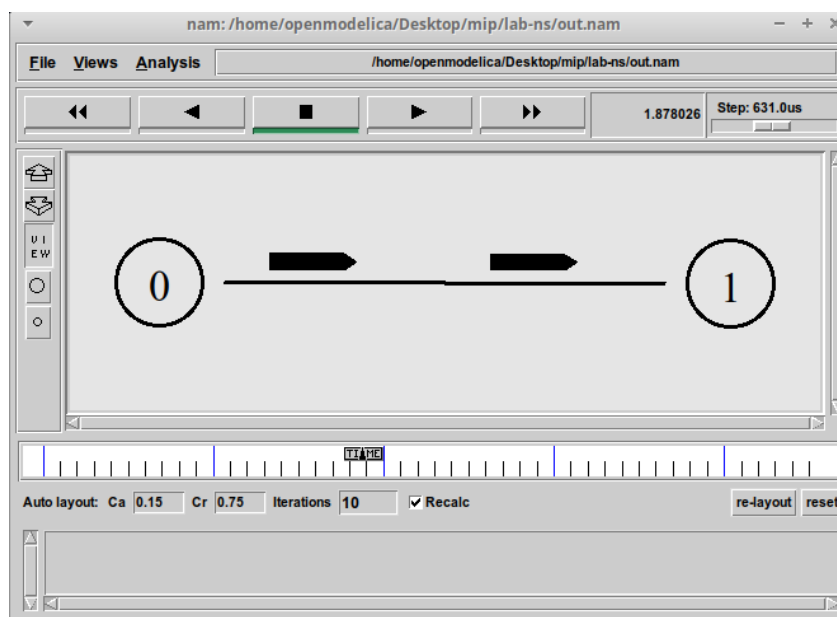 nam: /home/openmodelica/Desktop/mip/lab-ns/out.nam
File Views Analysis /home/openmodelica/Desktop/mip/lab-ns/out.nam
1.878026 Step: 631.0us
V I
E W
0 1
TIME
Auto layout: Ca 0.15 Cr 0.75 Iterations 10 Recalc re-layout reset